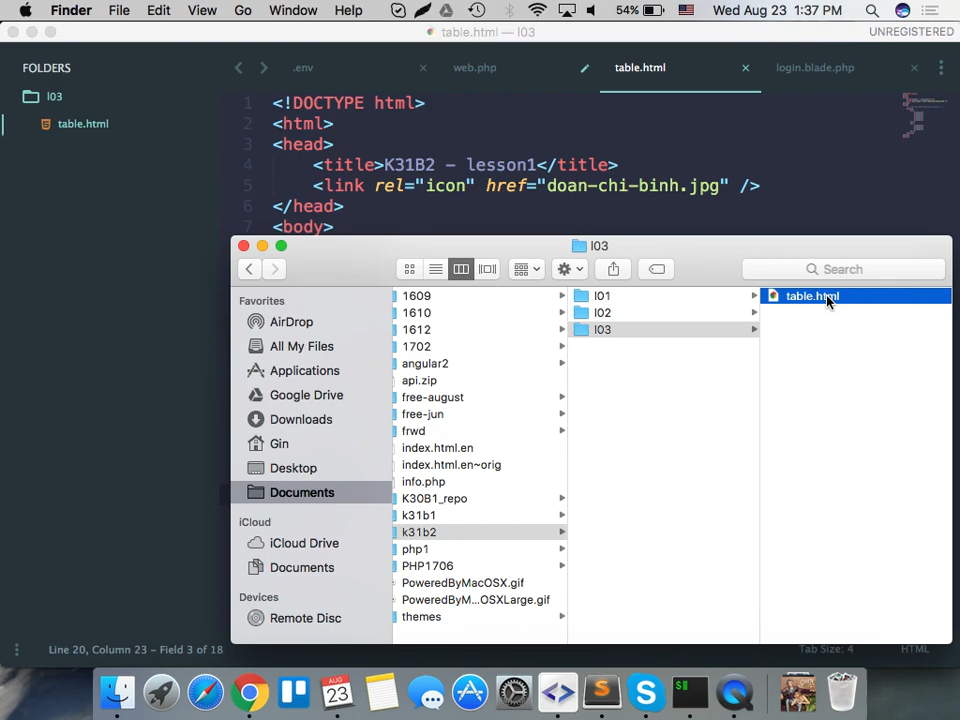 Finder File Edit View Go Window Help 54% Wed Aug 23 1:37 PM
table.html — l03 UNREGISTERED
FOLDERS
l03
table.html
.env × web.php table.html × login.blade.php ×
1 <!DOCTYPE html>
2 <html>
3 <head>
4 <title>K31B2 - lesson1</title>
5 <link rel="icon" href="doan-chi-binh.jpg" />
6 </head>
7 <body>
l03
Search
Favorites
AirDrop
All My Files
Applications
Google Drive
Downloads
Gin
Desktop
Documents
iCloud
iCloud Drive
Documents
Devices
Remote Disc
1609
1610
1612
1702
angular2
api.zip
free-august
free-jun
frwd
index.html.en
index.html.en~orig
info.php
K30B1_repo
k31b1
k31b2
php1
PHP1706
PoweredByMacOSX.gif
PoweredByM...OSXLarge.gif
themes
l01
l02
l03
table.html
Line 20, Column 23 – Field 3 of 18 Tab Size: 4 HTML
AUG
23